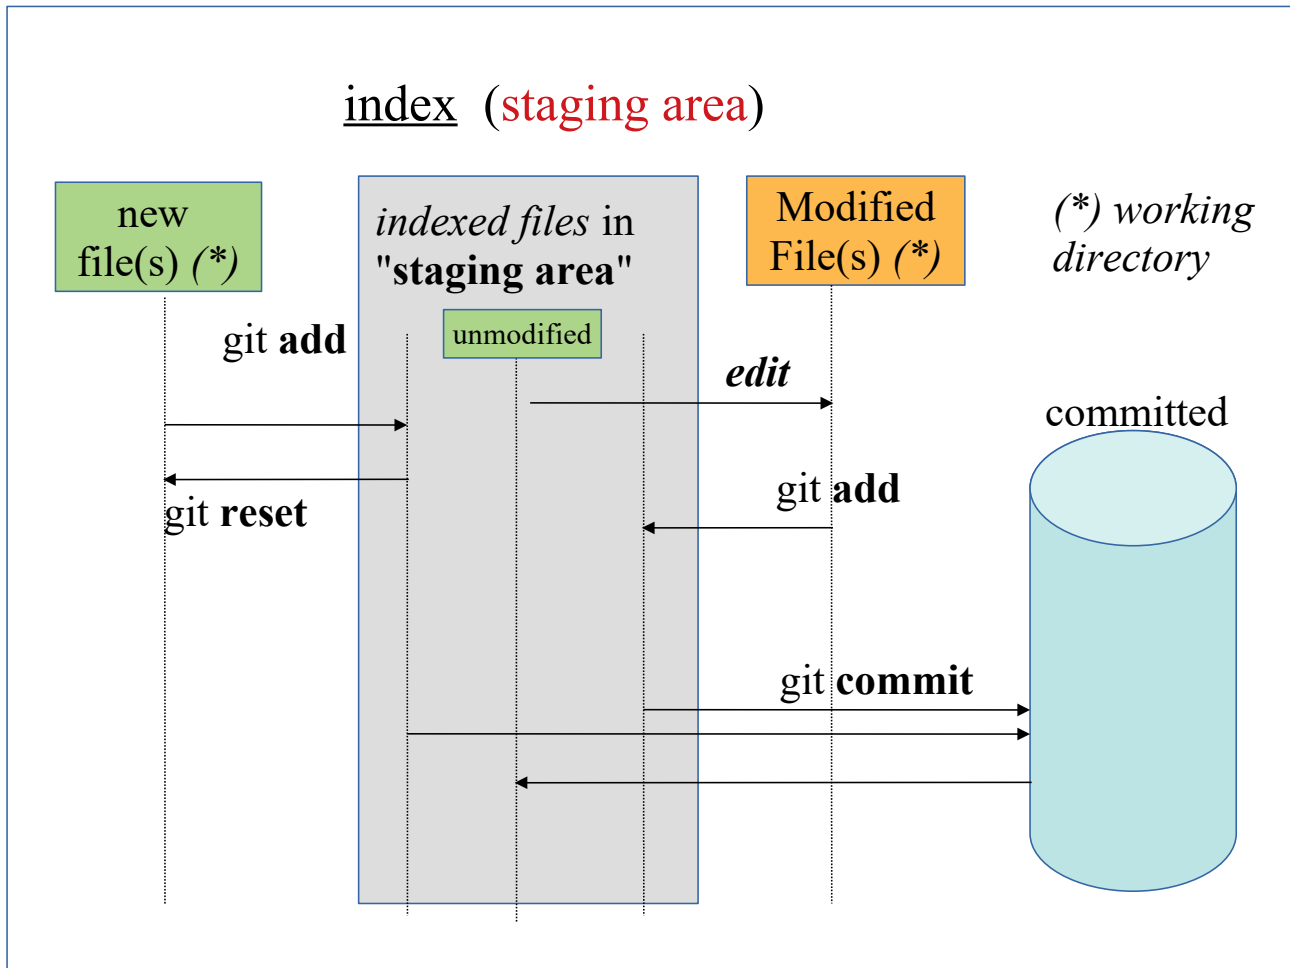 index (staging area)
new
file(s) (*)
indexed files in
"staging area"
unmodified
Modified
File(s) (*)
(*) working
directory
git add
edit
committed
git reset
git add
git commit